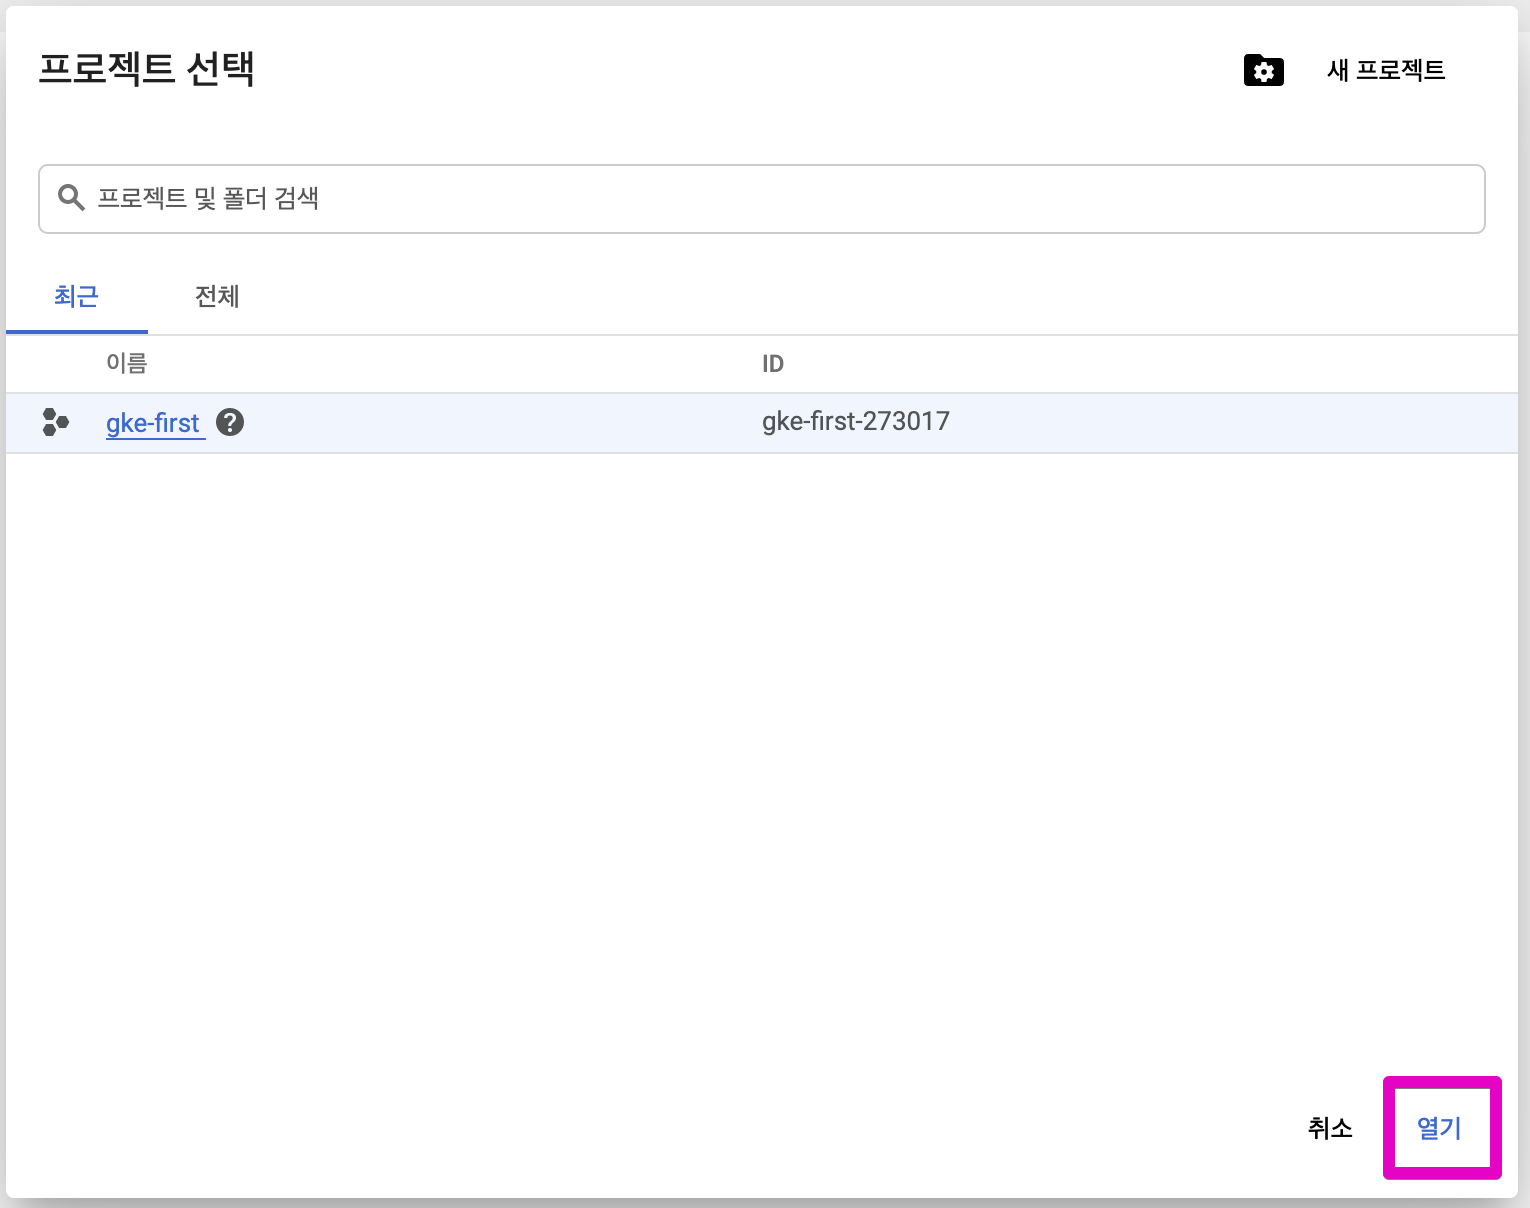 프로젝트 선택
새 프로젝트
프로젝트 및 폴더 검색
최근 전체
이름 ID
gke-first gke-first-273017
취소 열기